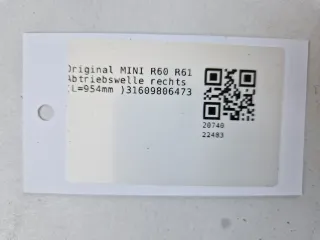 Original MINI R60 R61
Abtriebswelle rechts
(L=954mm )31609806473
20740
22483